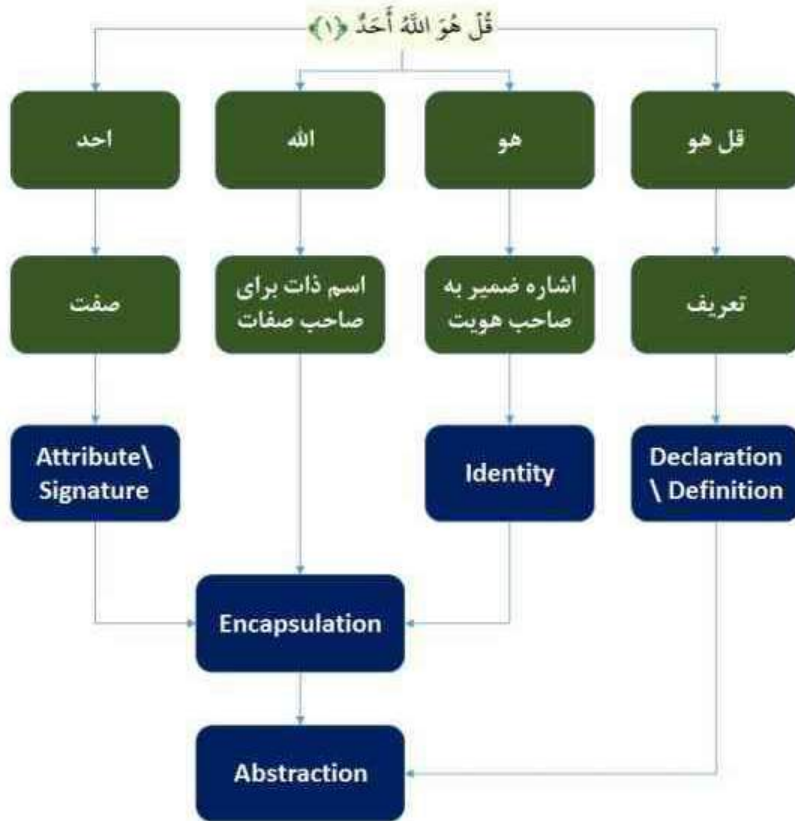 قُلْ هُوَ اللَّهُ أَحَدٌ ﴿١﴾
قل هو
هو
الله
احد
تعریف
اشاره ضمیر به
صاحب هویت
اسم ذات برای
صاحب صفات
صفت
Declaration
\ Definition
Identity
Attribute\
Signature
Encapsulation
Abstraction